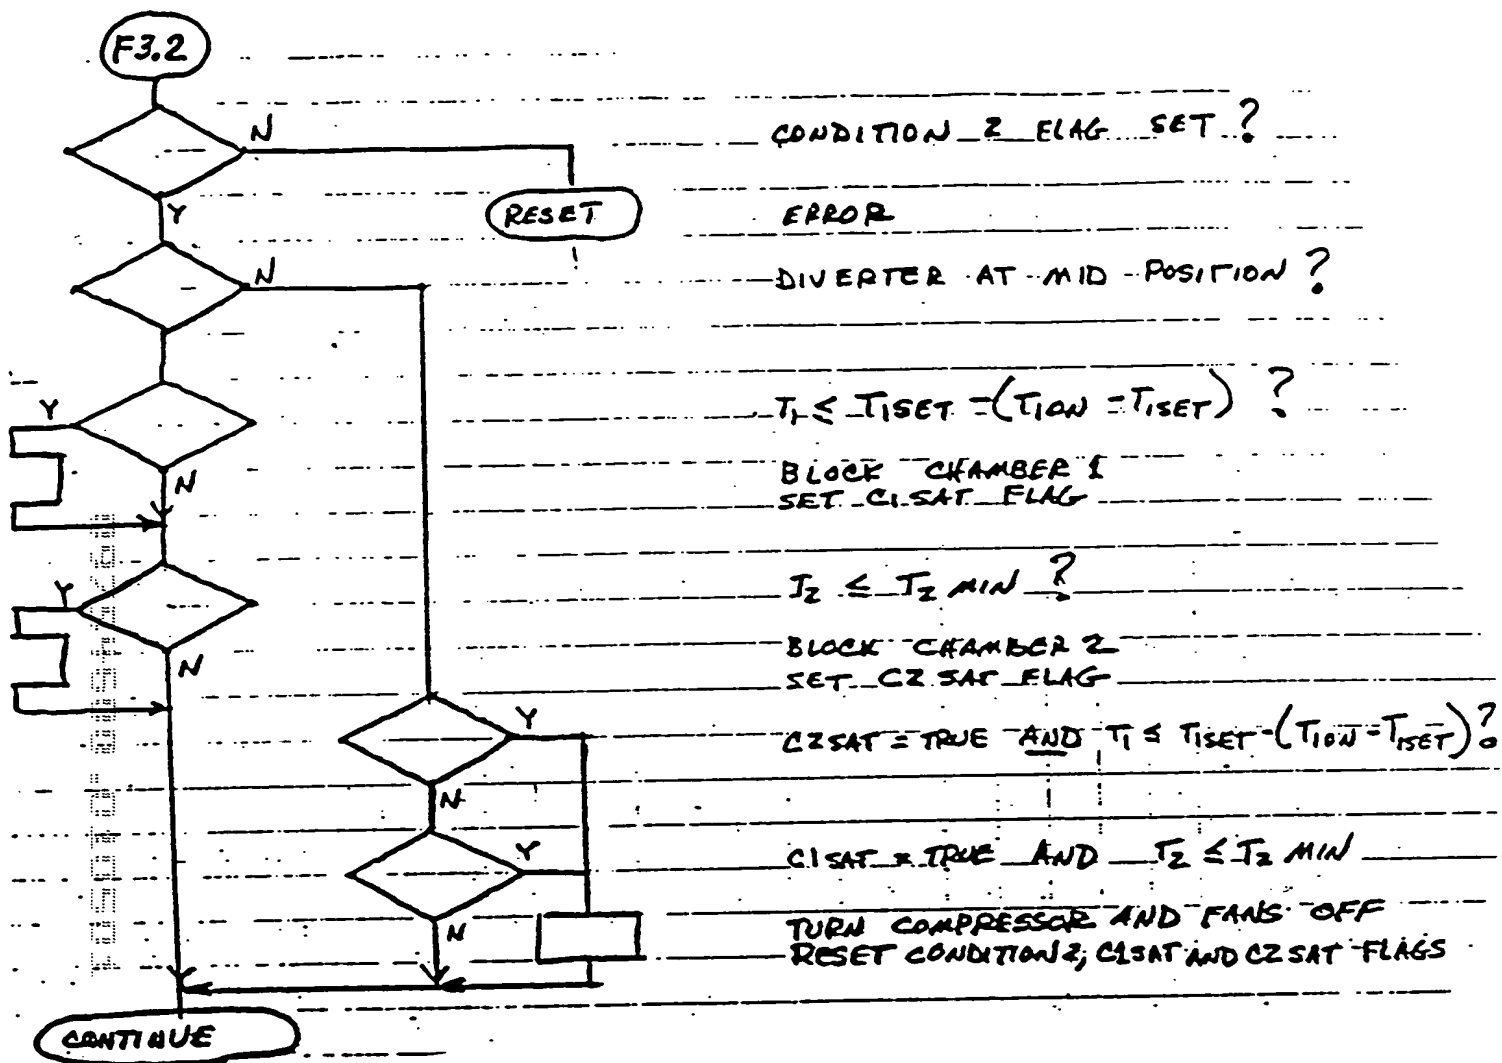 F3.2
N
CONDITION 2 FLAG SET ?
Y
RESET
ERROR
N
DIVERTER AT MID POSITION ?
Y
T1 ≤ T1SET -(T1ON - T1SET) ?
N
BLOCK CHAMBER 1
SET C1SAT FLAG
Y
T2 ≤ T2 MIN ?
N
BLOCK CHAMBER 2
SET C2SAT FLAG
Y
C2SAT = TRUE AND T1 ≤ T1SET -(T1ON - T1SET)?
N
Y
C1SAT = TRUE AND T2 ≤ T2 MIN
N
TURN COMPRESSOR AND FANS OFF
RESET CONDITION 2, C1SAT AND C2SAT FLAGS
CONTINUE